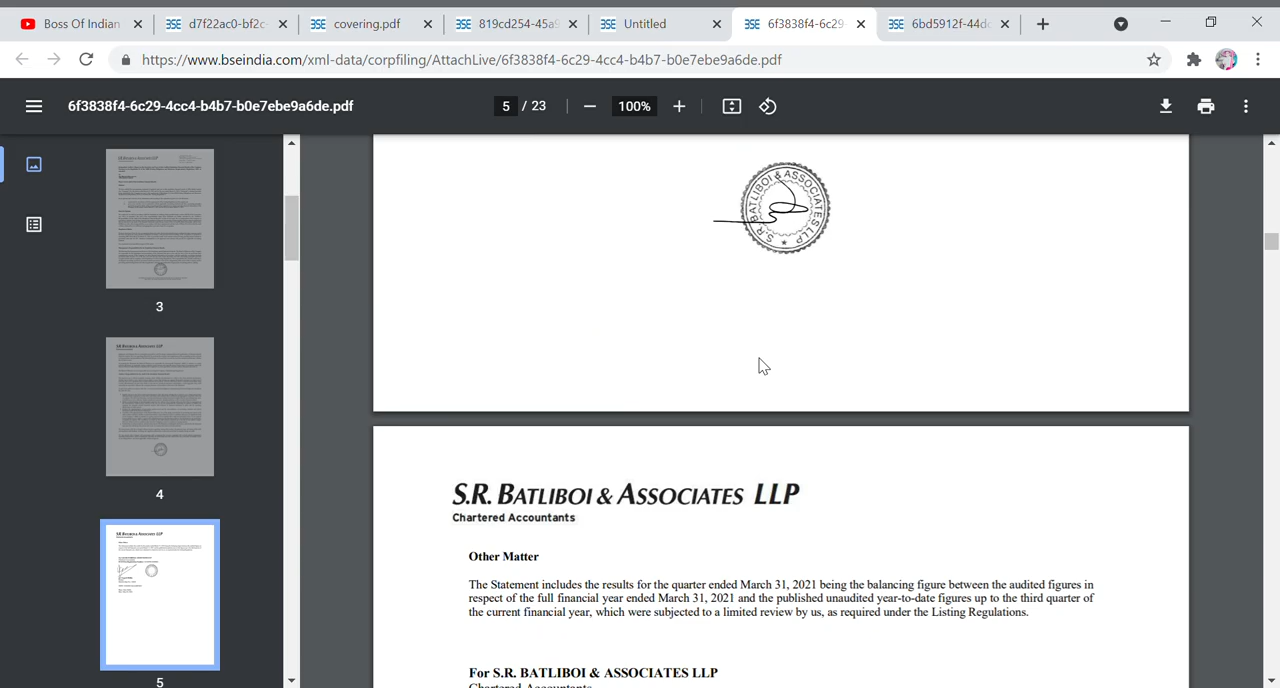 Boss Of Indian
d7f22ac0-bf2c-
covering.pdf
819cd254-45a9
Untitled
6f3838f4-6c29-
6bd5912f-44dc
https://www.bseindia.com/xml-data/corpfiling/AttachLive/6f3838f4-6c29-4cc4-b4b7-b0e7ebe9a6de.pdf
6f3838f4-6c29-4cc4-b4b7-b0e7ebe9a6de.pdf
5 / 23
100%
3
4
5
S.R. BATLIBOI & ASSOCIATES LLP
S.R. BATLIBOI & ASSOCIATES LLP
Chartered Accountants
Other Matter
The Statement includes the results for the quarter ended March 31, 2021 being the balancing figure between the audited figures in
respect of the full financial year ended March 31, 2021 and the published unaudited year-to-date figures up to the third quarter of
the current financial year, which were subjected to a limited review by us, as required under the Listing Regulations.
For S.R. BATLIBOI & ASSOCIATES LLP
Chartered Accountants